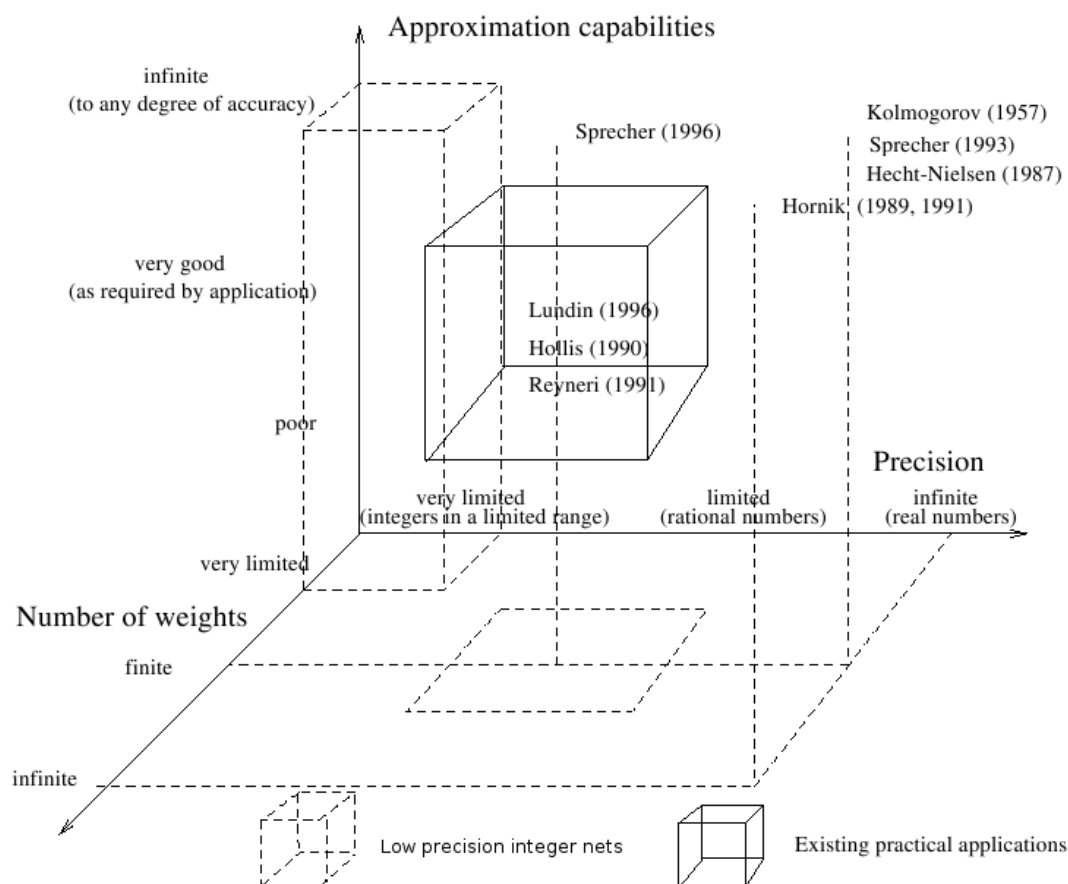 Approximation capabilities
infinite
(to any degree of accuracy)
Sprecher (1996)
Kolmogorov (1957)
Sprecher (1993)
Hecht-Nielsen (1987)
Hornik (1989, 1991)
very good
(as required by application)
Lundin (1996)
Hollis (1990)
Reyneri (1991)
poor
Precision
very limited
(integers in a limited range)
limited
(rational numbers)
infinite
(real numbers)
very limited
Number of weights
finite
infinite
Low precision integer nets
Existing practical applications